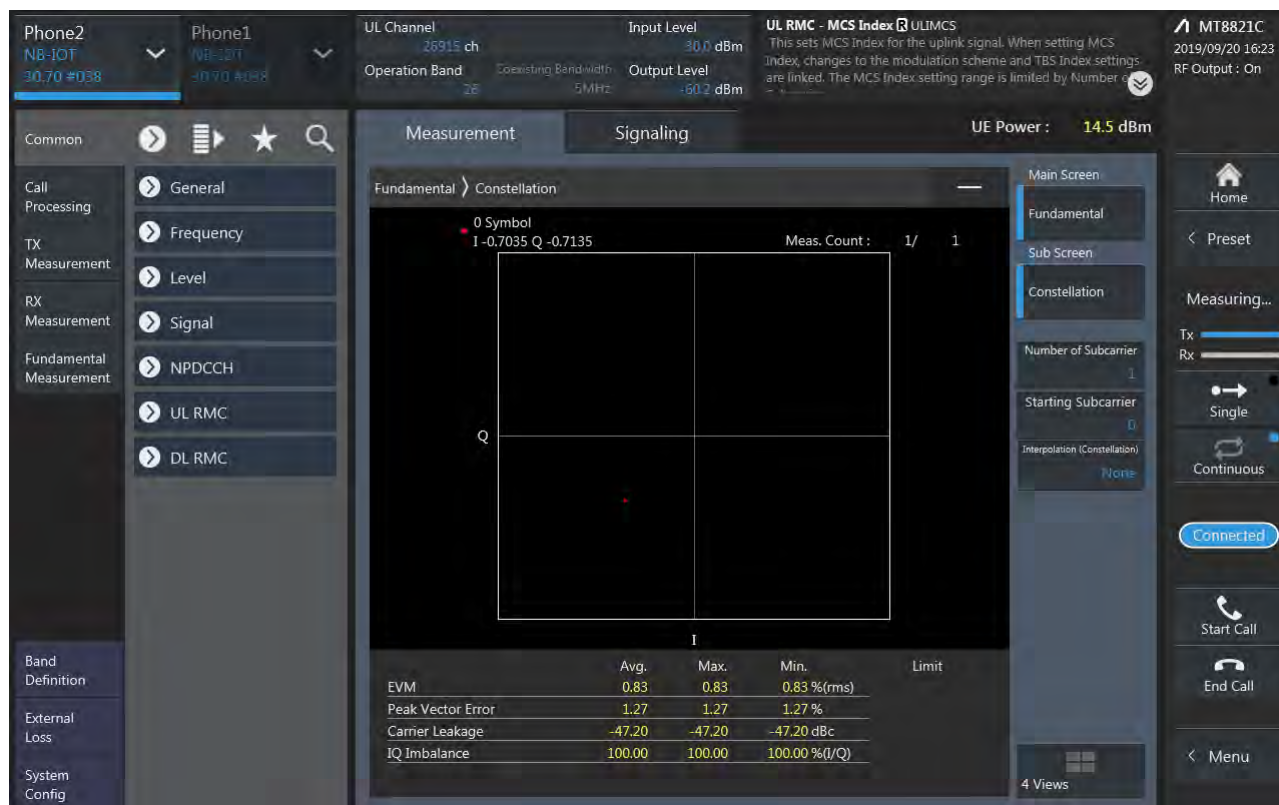 Phone2
NB-IOT
30.70 #038
Phone1
NB-IOT
30.70 #038
UL Channel
26915 ch
Operation Band
28
Coexisting Bandwidth
5MHz
Input Level
30.0 dBm
Output Level
-60.2 dBm
UL RMC - MCS Index R ULIMCS
This sets MCS Index for the uplink signal. When setting MCS
Index, changes to the modulation scheme and TBS Index settings
are linked. The MCS Index setting range is limited by Number
MT8821C
2019/09/20 16:23
RF Output : On
Common
Call
Processing
TX
Measurement
RX
Measurement
Fundamental
Measurement
Band
Definition
External
Loss
System
Config
General
Frequency
Level
Signal
NPDCCH
UL RMC
DL RMC
Measurement
Signaling
UE Power : 14.5 dBm
Fundamental Constellation
0 Symbol
I -0.7035 Q -0.7135
Meas. Count : 1/ 1
Q
I
Avg. Max. Min. Limit
EVM 0.83 0.83 0.83 %(rms)
Peak Vector Error 1.27 1.27 1.27 %
Carrier Leakage -47.20 -47.20 -47.20 dBc
IQ Imbalance 100.00 100.00 100.00 %(I/Q)
Main Screen
Fundamental
Sub Screen
Constellation
Number of Subcarrier
1
Starting Subcarrier
0
Interpolation (Constellation)
None
4 Views
Home
< Preset
Measuring...
Tx
Rx
Single
Continuous
Connected
Start Call
End Call
< Menu